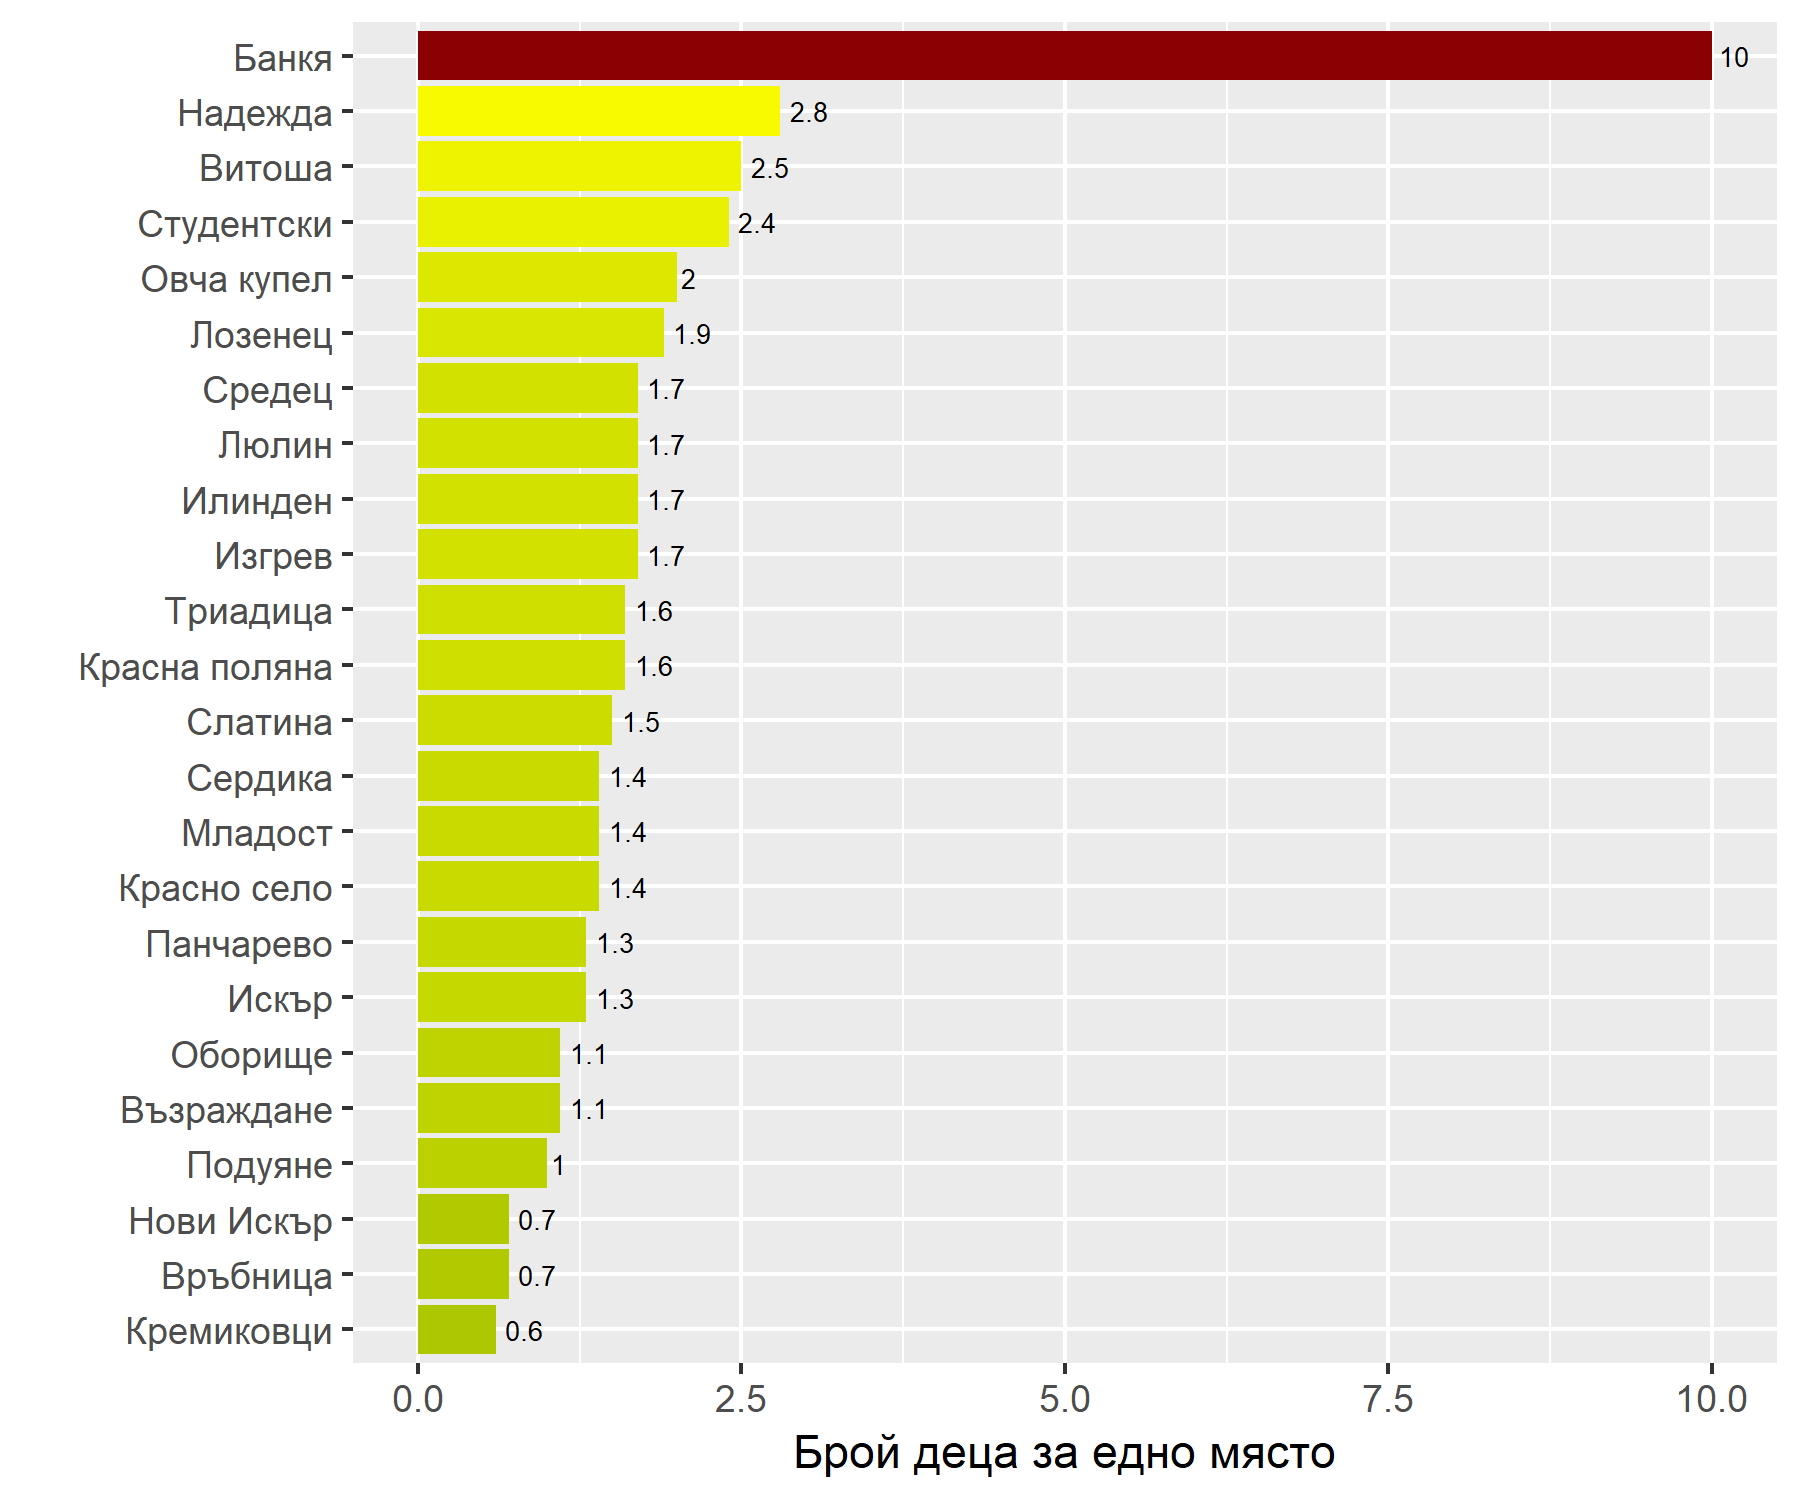 Банкя 10
Надежда 2.8
Витоша 2.5
Студентски 2.4
Овча купел 2
Лозенец 1.9
Средец 1.7
Люлин 1.7
Илинден 1.7
Изгрев 1.7
Триадица 1.6
Красна поляна 1.6
Слатина 1.5
Сердика 1.4
Младост 1.4
Красно село 1.4
Панчарево 1.3
Искър 1.3
Оборище 1.1
Възраждане 1.1
Подуяне 1
Нови Искър 0.7
Връбница 0.7
Кремиковци 0.6
0.0 2.5 5.0 7.5 10.0
Брой деца за едно място